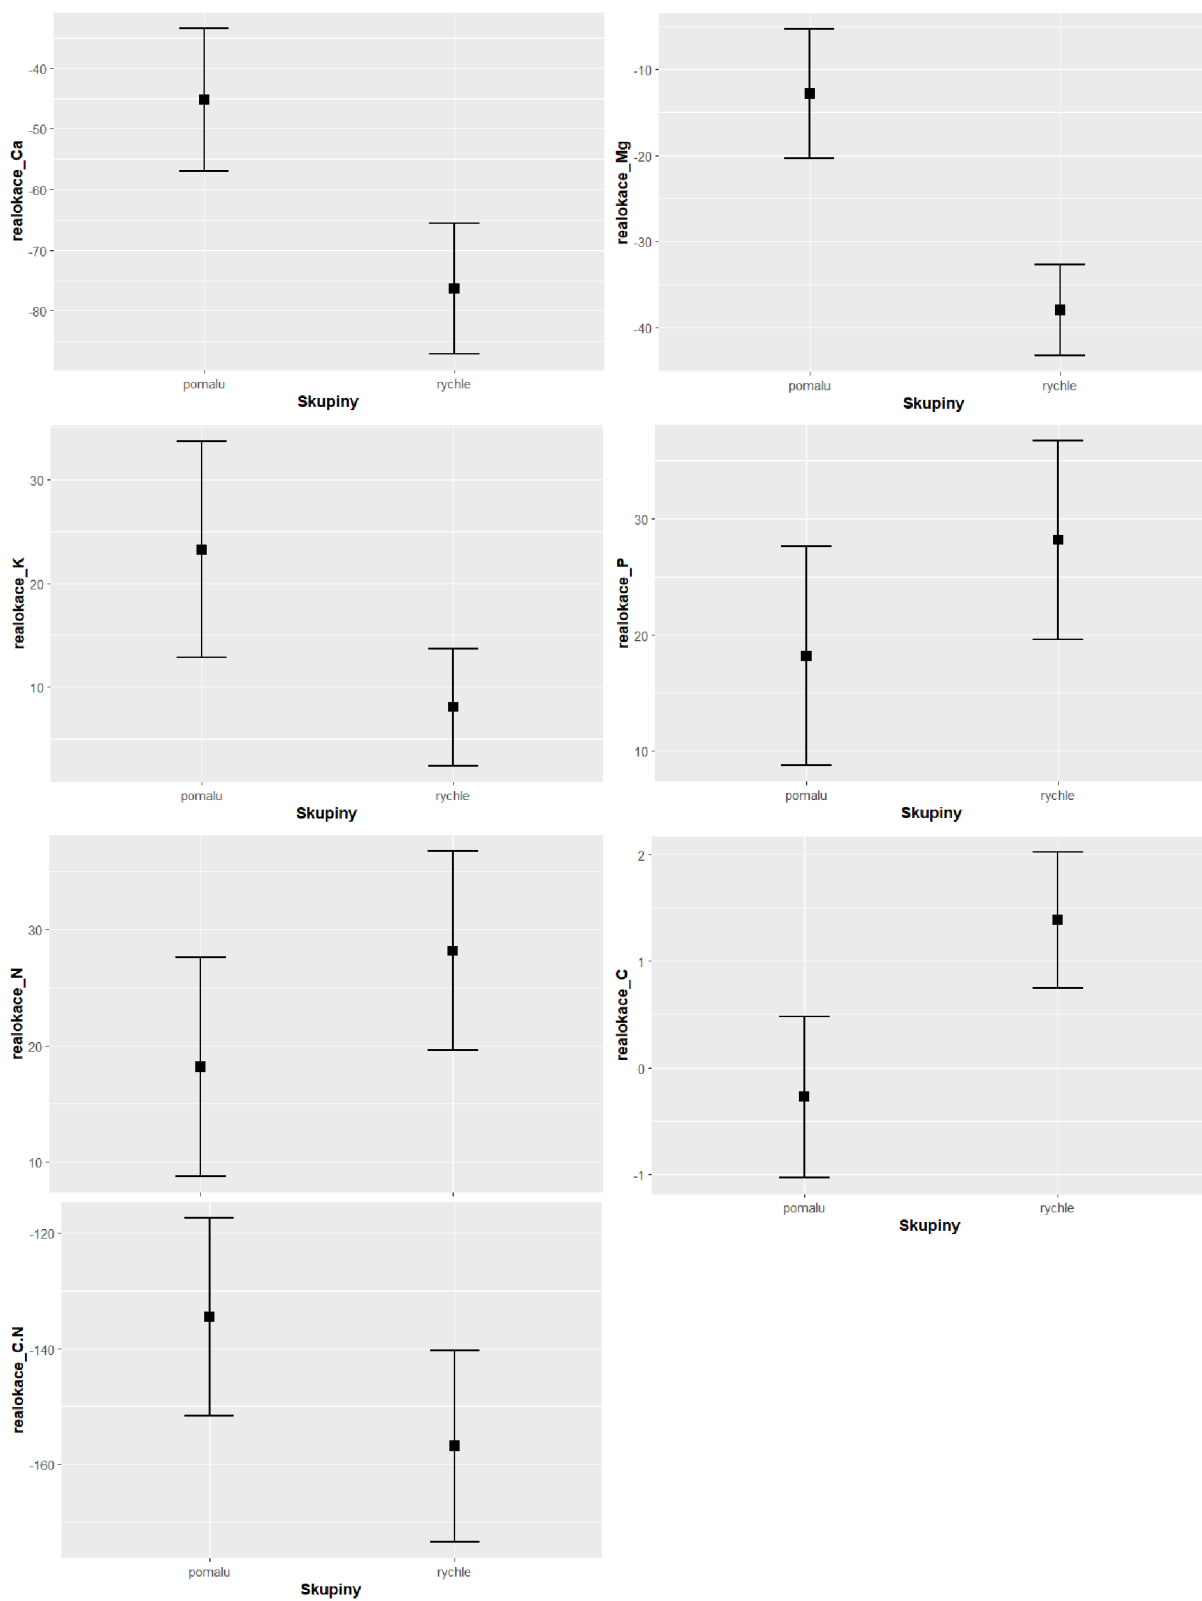 realokace_Ca
-40
-50
-60
-70
-80
pomalu rychle
Skupiny
realokace_Mg
-10
-20
-30
-40
pomalu rychle
Skupiny
realokace_K
30
20
10
pomalu rychle
Skupiny
realokace_P
30
20
10
pomalu rychle
Skupiny
realokace_N
30
20
10
realokace_C
2
1
0
-1
pomalu rychle
Skupiny
realokace_C.N
-120
-140
-160
pomalu rychle
Skupiny